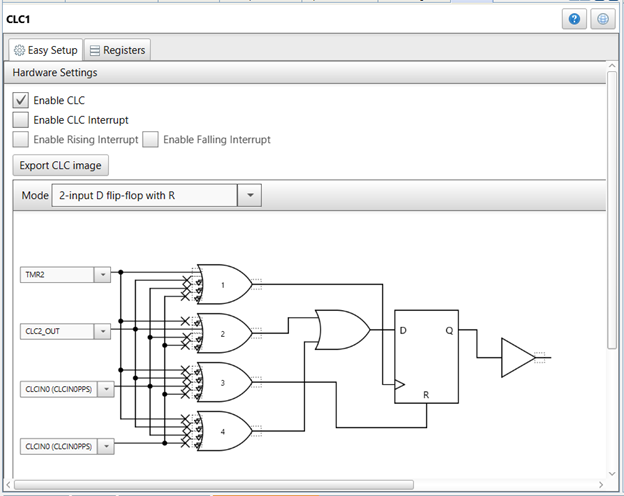 CLC1
Easy Setup Registers
Hardware Settings
Enable CLC
Enable CLC Interrupt
Enable Rising Interrupt Enable Falling Interrupt
Export CLC image
Mode 2-input D flip-flop with R
TMR2
1
CLC2_OUT
2
D Q
CLCIN0 (CLCIN0PPS)
3
R
4
CLCIN0 (CLCIN0PPS)